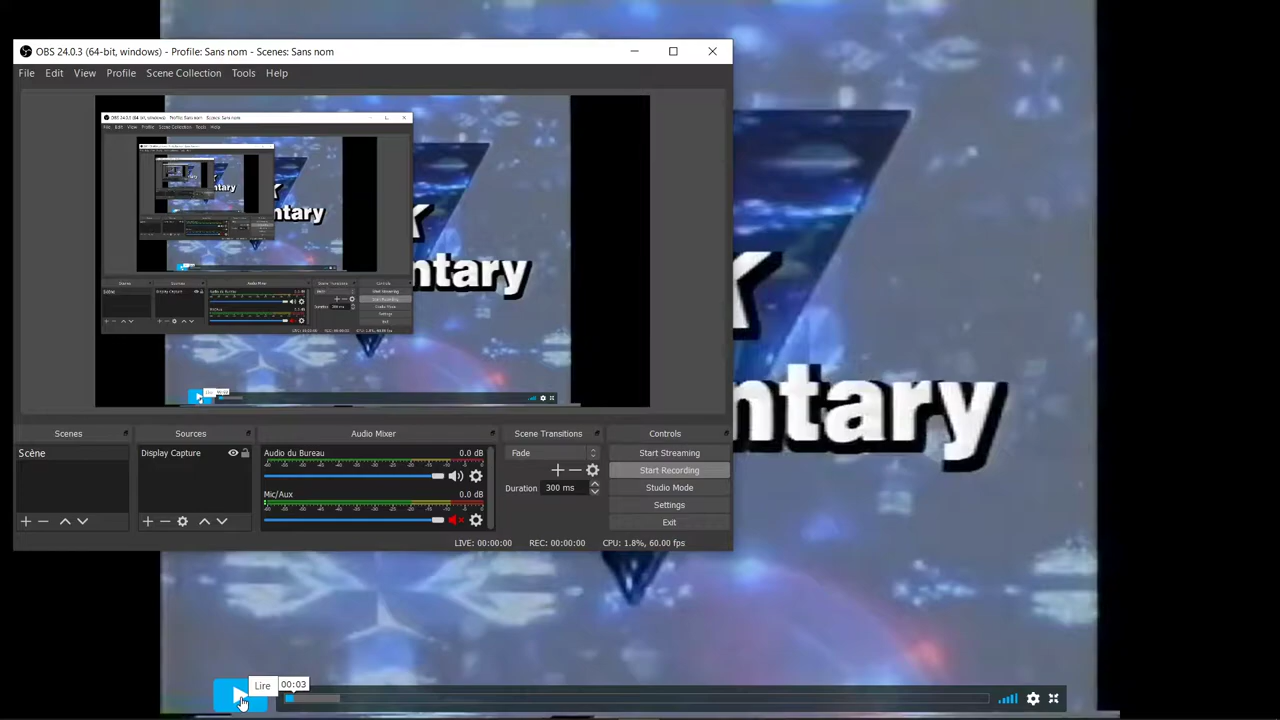 OBS 24.0.3 (64-bit, windows) - Profile: Sans nom - Scenes: Sans nom
File Edit View Profile Scene Collection Tools Help
ntary
Scenes Sources Audio Mixer Scene Transitions Controls
Scène
Display Capture
Audio du Bureau 0.0 dB
Mic/Aux 0.0 dB
Fade
Duration 300 ms
Start Streaming
Start Recording
Studio Mode
Settings
Exit
LIVE: 00:00:00 REC: 00:00:00 CPU: 1.8%, 60.00 fps
Lire 00:03